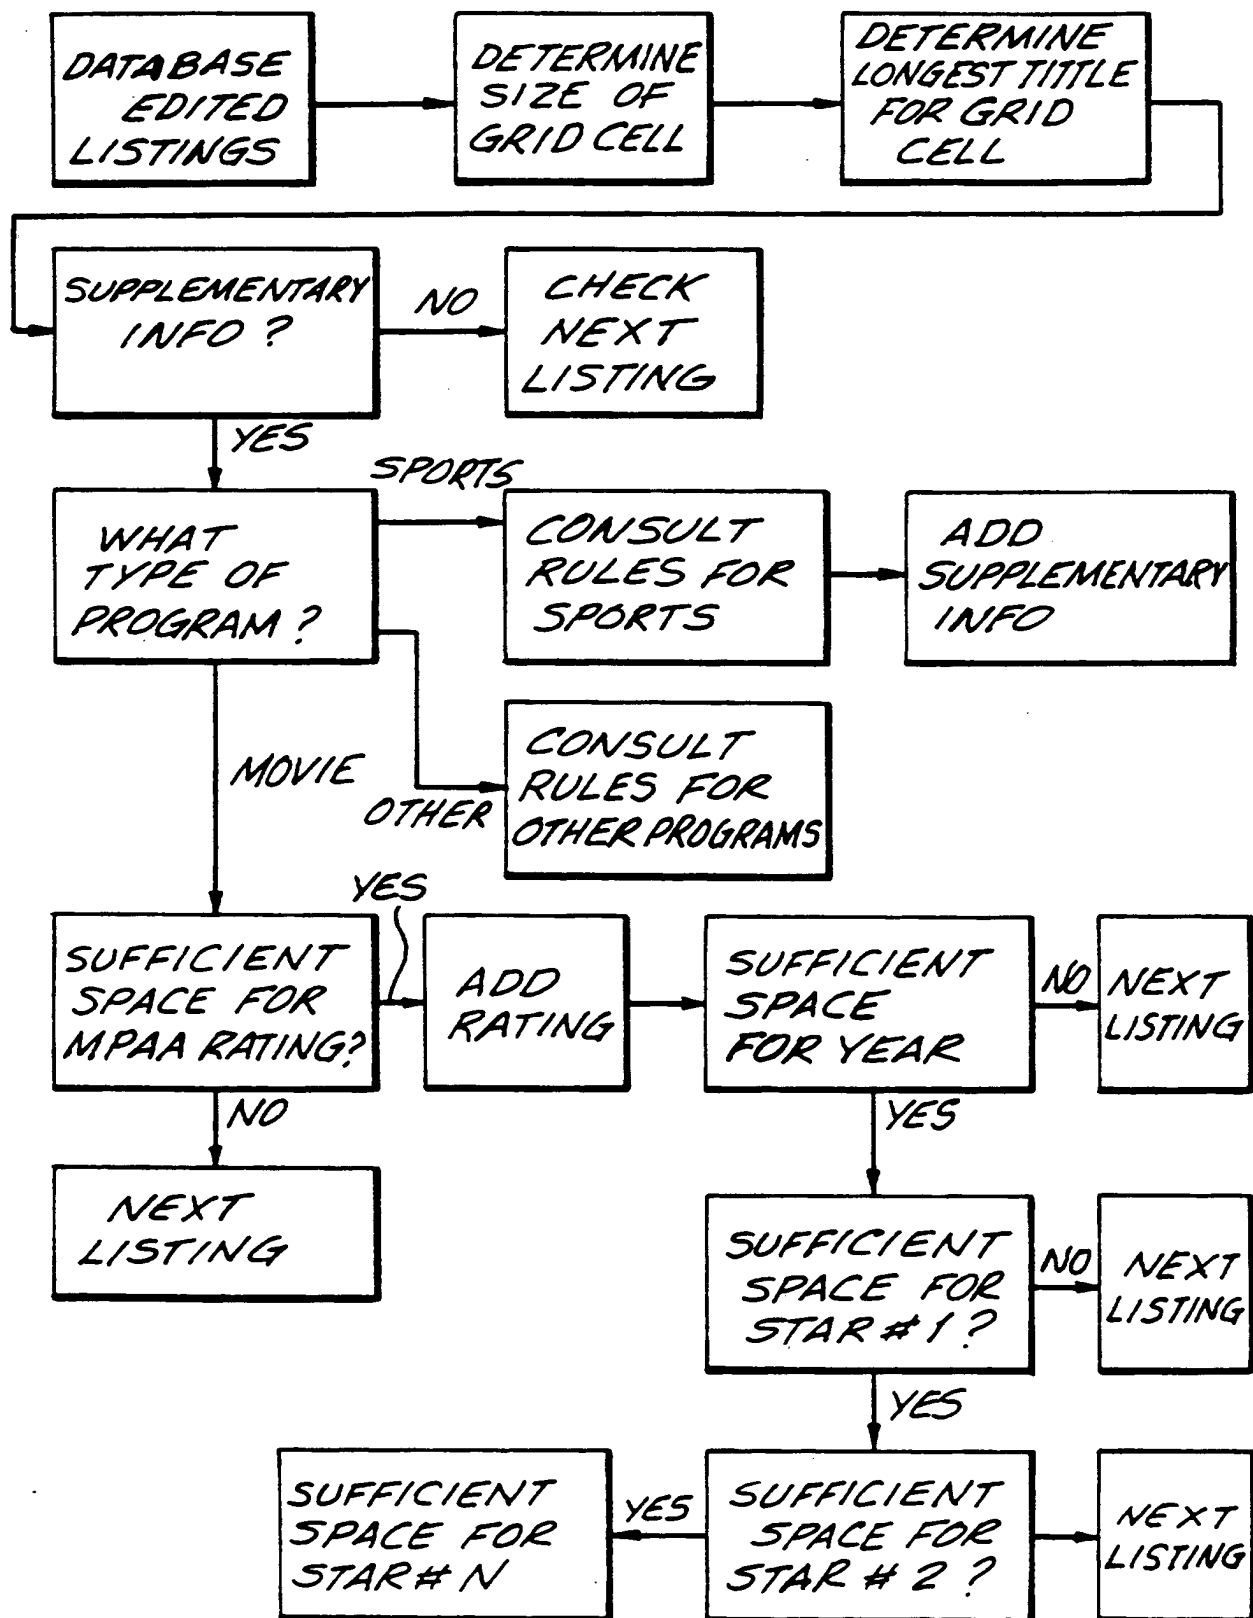 DATABASE
EDITED
LISTINGS
DETERMINE
SIZE OF
GRID CELL
DETERMINE
LONGEST TITTLE
FOR GRID
CELL
SUPPLEMENTARY
INFO ?
NO
CHECK
NEXT
LISTING
YES
WHAT
TYPE OF
PROGRAM ?
SPORTS
CONSULT
RULES FOR
SPORTS
ADD
SUPPLEMENTARY
INFO
OTHER
CONSULT
RULES FOR
OTHER PROGRAMS
MOVIE
SUFFICIENT
SPACE FOR
MPAA RATING?
YES
ADD
RATING
SUFFICIENT
SPACE
FOR YEAR
NO
NEXT
LISTING
NO
NEXT
LISTING
YES
SUFFICIENT
SPACE FOR
STAR # 1 ?
NO
NEXT
LISTING
YES
SUFFICIENT
SPACE FOR
STAR # 2 ?
NEXT
LISTING
YES
SUFFICIENT
SPACE FOR
STAR # N